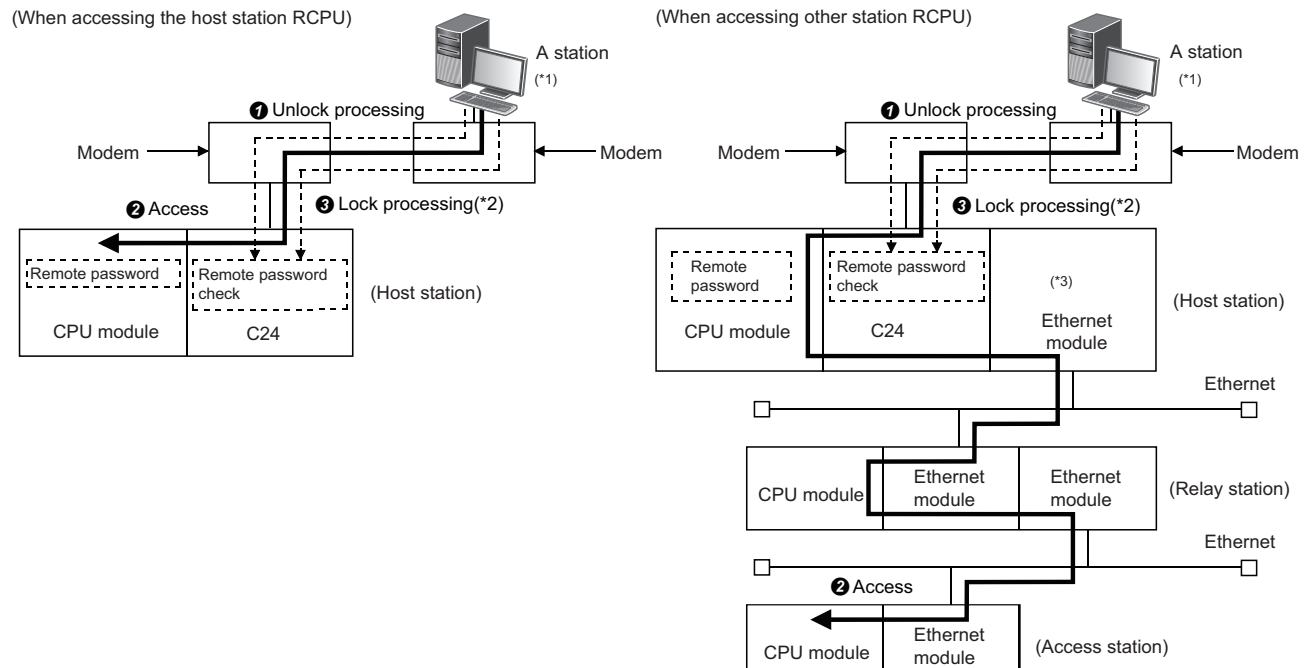 (When accessing the host station RCPU)
A station
(*1)
❶ Unlock processing
Modem
Modem
❷ Access
❸ Lock processing(*2)
Remote password
Remote password
check
(Host station)
CPU module
C24
(When accessing other station RCPU)
A station
(*1)
❶ Unlock processing
Modem
Modem
❸ Lock processing(*2)
Remote
password
Remote password
check
(*3)
(Host station)
CPU module
C24
Ethernet
module
Ethernet
CPU module
Ethernet
module
Ethernet
module
(Relay station)
Ethernet
❷ Access
CPU module
Ethernet
module
(Access station)